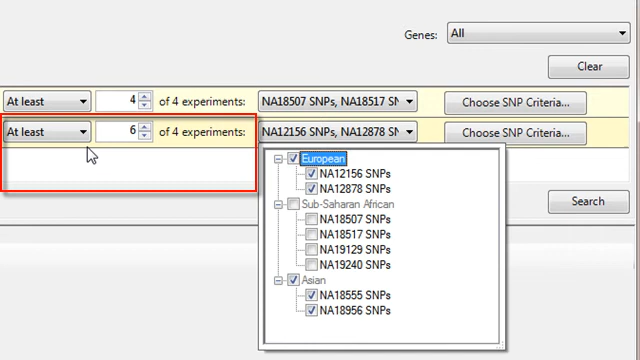 Genes: All
Clear
At least 4 of 4 experiments: NA18507 SNPs, NA18517 SN Choose SNP Criteria...
At least 6 of 4 experiments: NA12156 SNPs, NA12878 SN Choose SNP Criteria...
European
NA12156 SNPs
NA12878 SNPs
Search
Sub-Saharan African
NA18507 SNPs
NA18517 SNPs
NA19129 SNPs
NA19240 SNPs
Asian
NA18555 SNPs
NA18956 SNPs